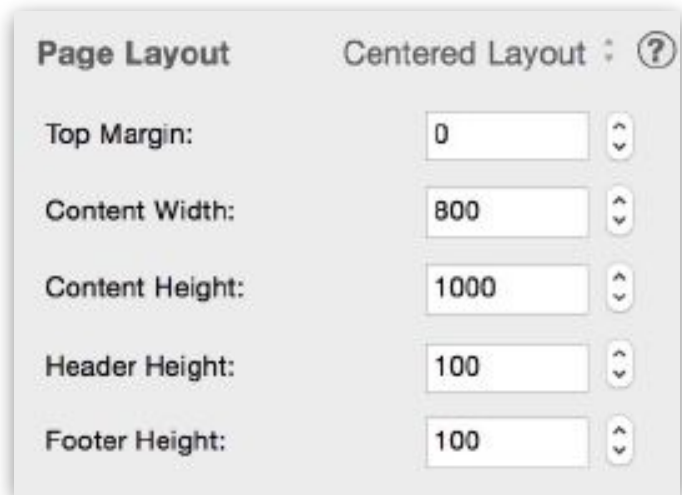 Page Layout Centered Layout ?
Top Margin: 0
Content Width: 800
Content Height: 1000
Header Height: 100
Footer Height: 100